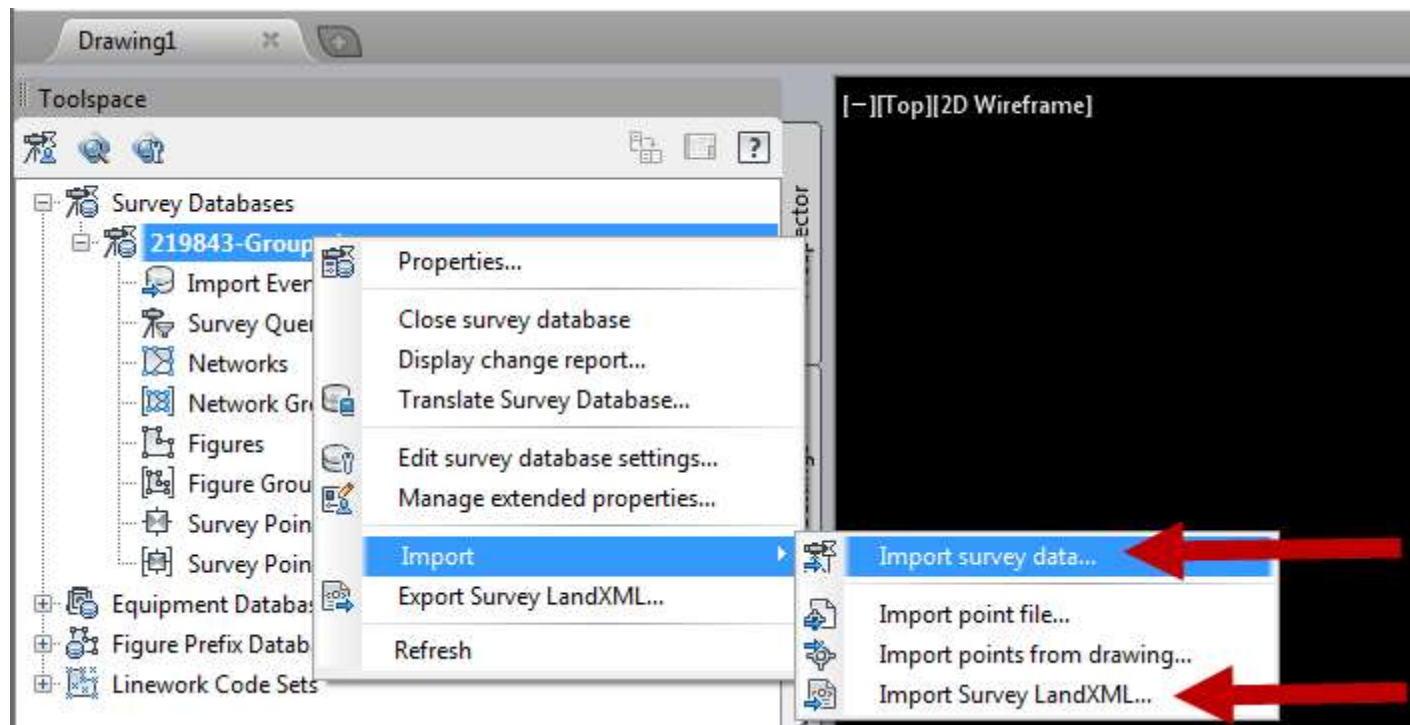 Drawing1
Toolspace
[−][Top][2D Wireframe]
?
Survey Databases
219843-Group
Import Even
Survey Quer
Networks
Network Gr
Figures
Figure Grou
Survey Poin
Survey Poin
Equipment Databas
Figure Prefix Datab
Linework Code Sets
Properties...
Close survey database
Display change report...
Translate Survey Database...
Edit survey database settings...
Manage extended properties...
Import
Export Survey LandXML...
Refresh
Import survey data...
Import point file...
Import points from drawing...
Import Survey LandXML...